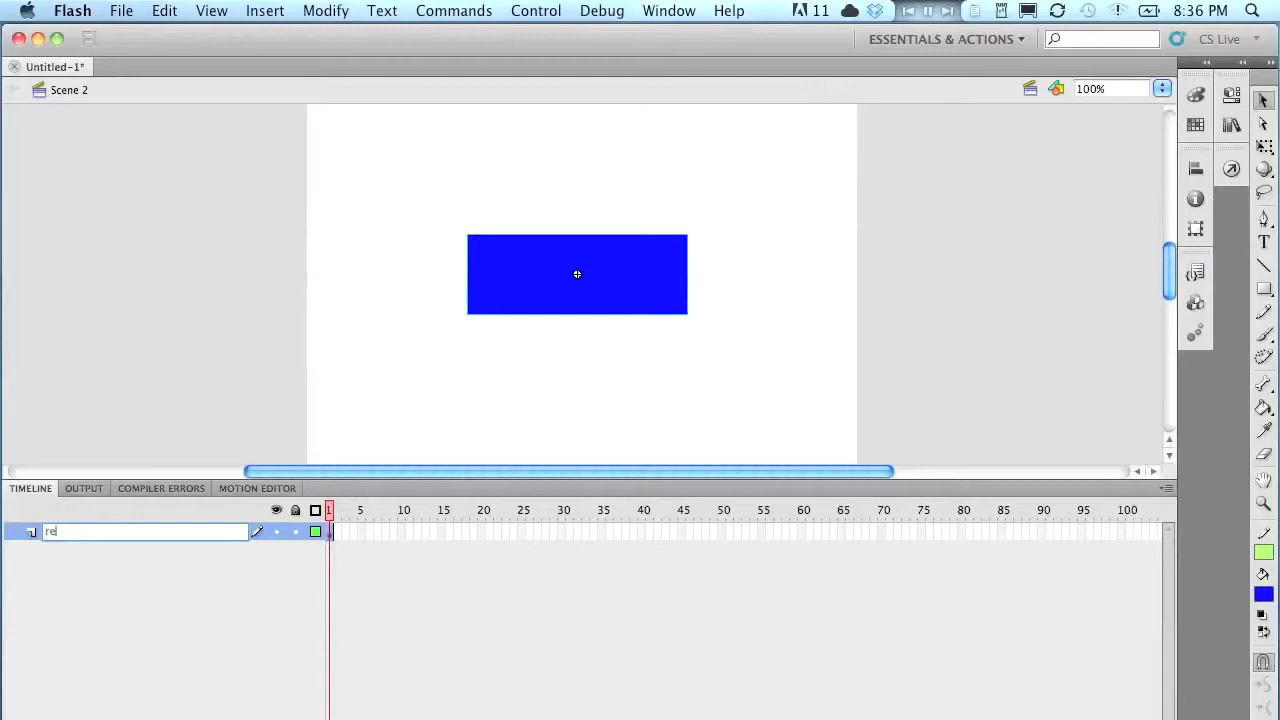 Flash File Edit View Insert Modify Text Commands Control Debug Window Help 11 8:36 PM
ESSENTIALS & ACTIONS CS Live
Untitled-1*
Scene 2 100%
TIMELINE OUTPUT COMPILER ERRORS MOTION EDITOR
1 5 10 15 20 25 30 35 40 45 50 55 60 65 70 75 80 85 90 95 100
re